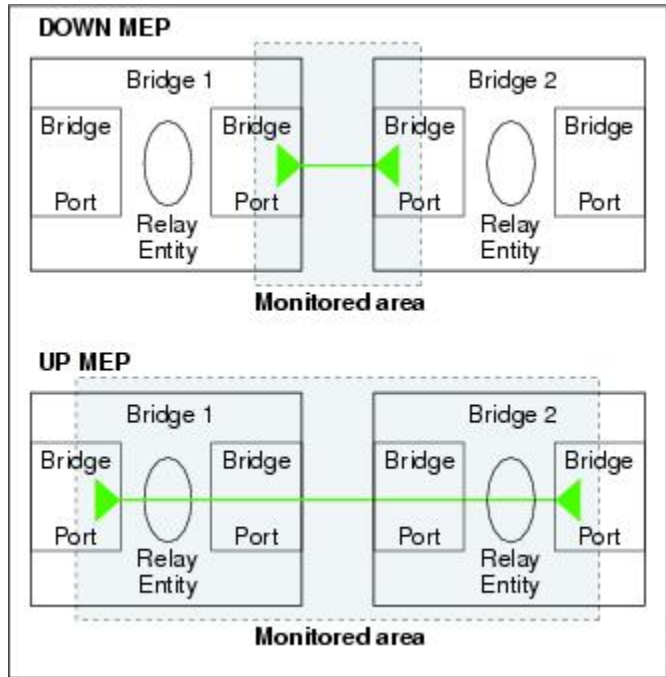 DOWN MEP
Bridge 1
Bridge 2
Bridge
Bridge
Bridge
Bridge
Port
Port
Port
Port
Relay
Entity
Relay
Entity
Monitored area
UP MEP
Bridge 1
Bridge 2
Bridge
Bridge
Bridge
Bridge
Port
Port
Port
Port
Relay
Entity
Relay
Entity
Monitored area